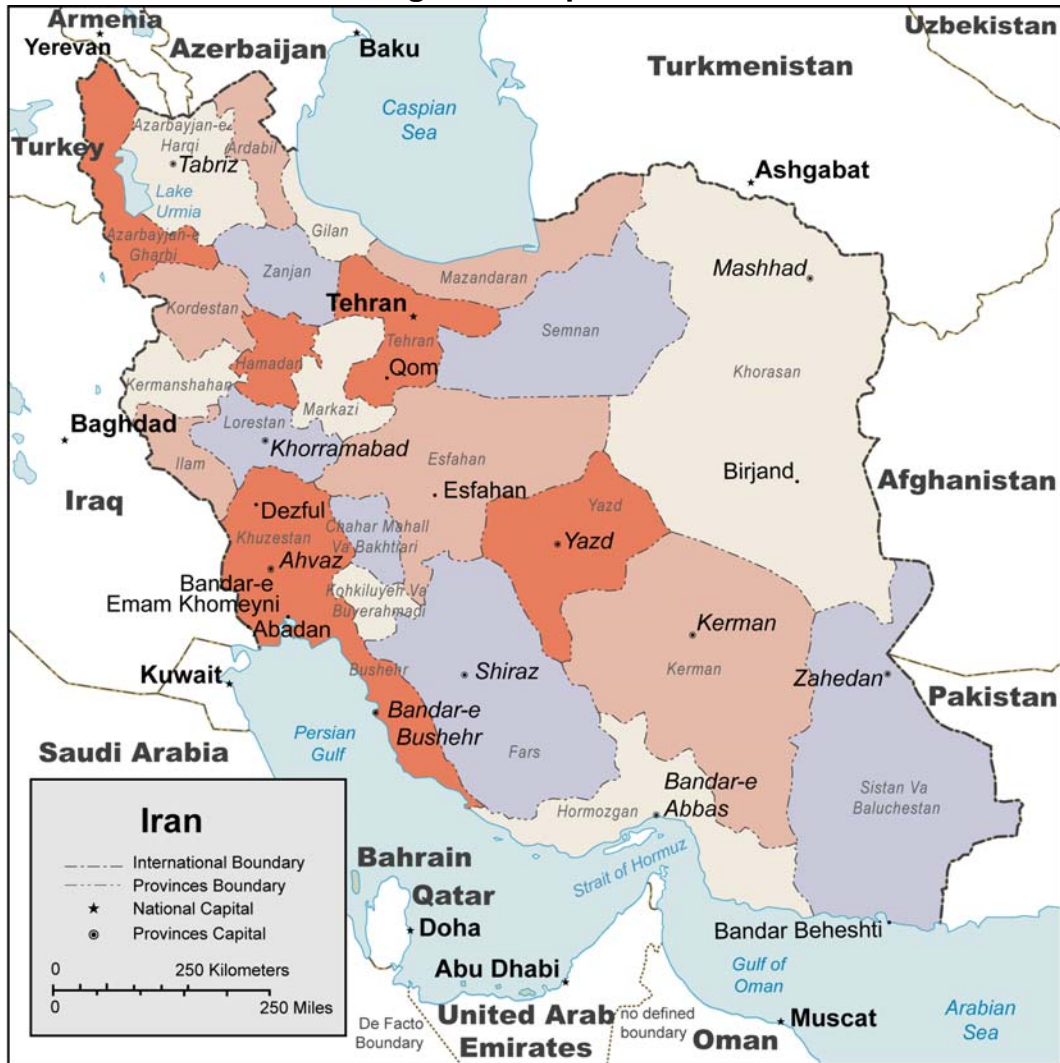 Armenia
Yerevan
Azerbaijan
Baku
Uzbekistan
Turkmenistan
Caspian
Sea
Azarbayjan-e
Harqi
Ardabil
Turkey
Tabriz
Ashgabat
Lake
Urmia
Gilan
Azarbayjan-e
Gharbi
Zanjan
Mazandaran
Mashhad
Kordestan
Tehran
Semnan
Tehran
Hamadan
Qom
Khorasan
Kermanshahan
Markazi
Lorestan
Baghdad
Khorramabad
Ilam
Esfahan
Birjand
Afghanistan
Iraq
Esfahan
Yazd
Dezful
Chahar Mahall
Va Bakhtiari
Khuzestan
Yazd
Ahvaz
Bandar-e
Emam Khomeyni
Kohkiluyeh Va
Buyerahmadi
Abadan
Kerman
Kuwait
Bushehr
Shiraz
Kerman
Zahedan
Pakistan
Bandar-e
Bushehr
Persian
Gulf
Saudi Arabia
Fars
Bandar-e
Abbas
Sistan Va
Baluchestan
Hormozgan
Iran
International Boundary
Provinces Boundary
National Capital
Provinces Capital
0 250 Kilometers
0 250 Miles
Bahrain
Qatar
Strait of Hormuz
Doha
Bandar Beheshti
Abu Dhabi
Gulf of
Oman
De Facto
Boundary
United Arab
Emirates
no defined
boundary
Oman
Muscat
Arabian
Sea